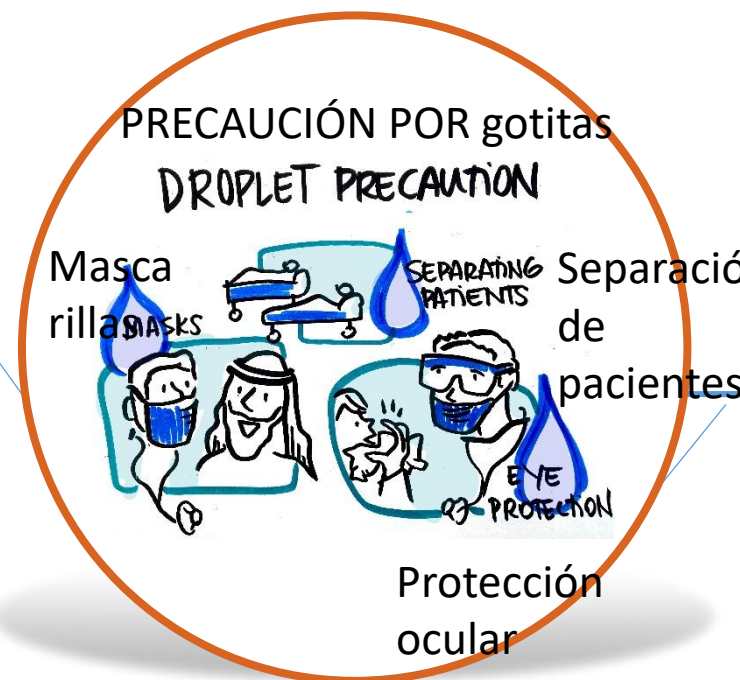 PRECAUCIÓN POR gotitas
DROPLET PRECAUTION
Masca
rillas
MASKS
SEPARATING
PATIENTS
Separació
de
pacientes
EYE
PROTECTION
Protección
ocular